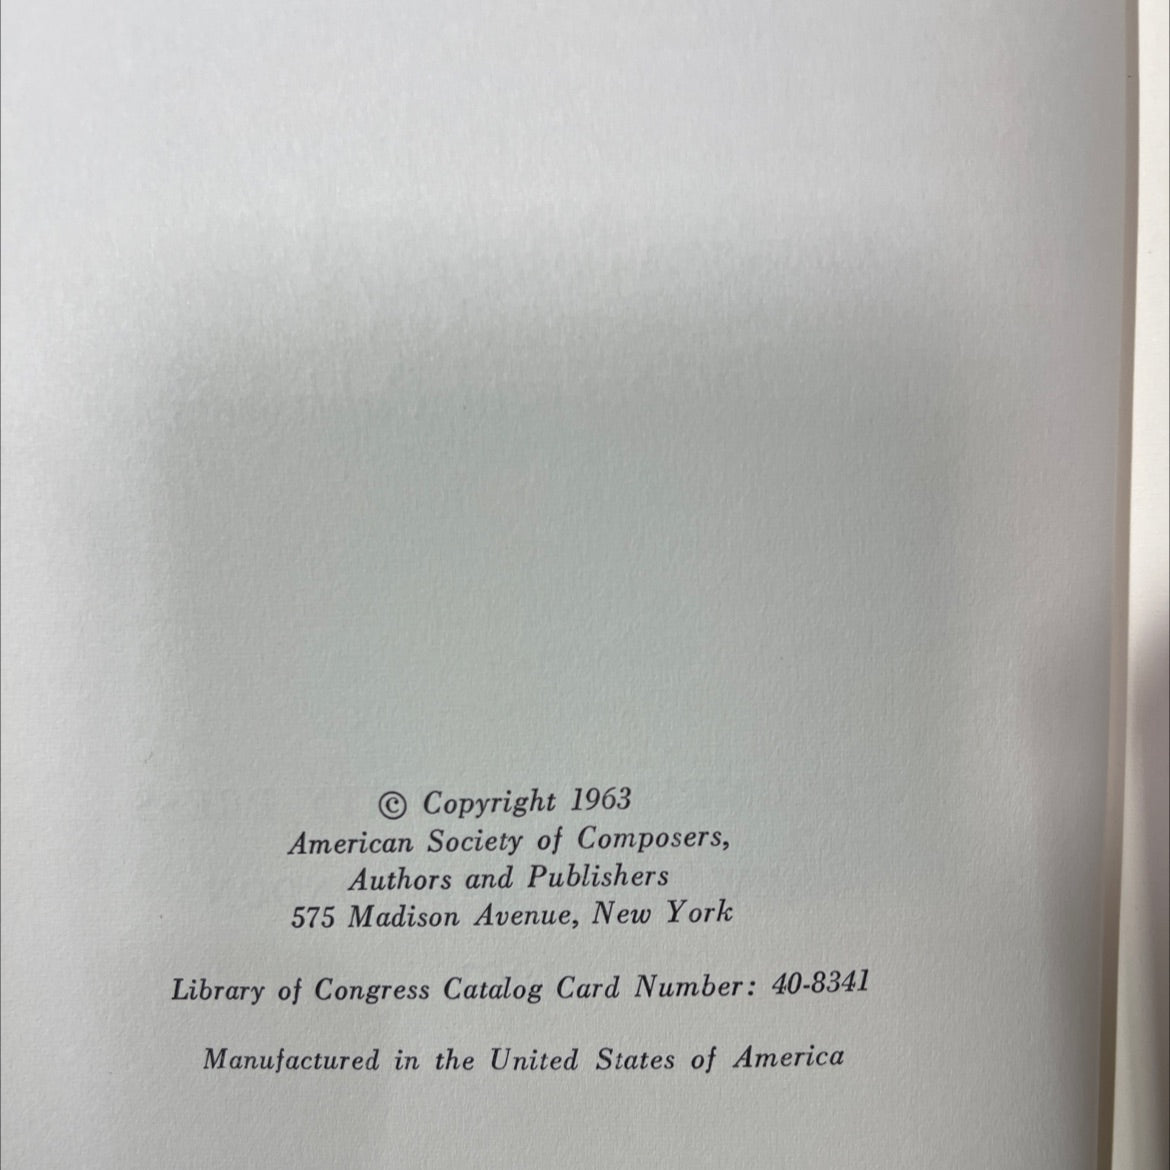 © Copyright 1963
American Society of Composers,
Authors and Publishers
575 Madison Avenue, New York
Library of Congress Catalog Card Number: 40-8341
Manufactured in the United States of America